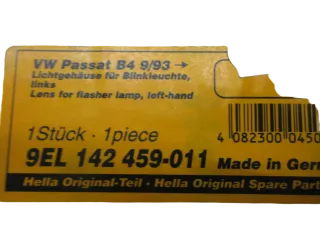 VW Passat B4 9/93 →
Lichtgehäuse für Blinkleuchte,
links
Lens for flasher lamp, left-hand
1Stück · 1piece
4 082300 0450
9EL 142 459-011 Made in Gern
Hella Original-Teil · Hella Original Spare Part